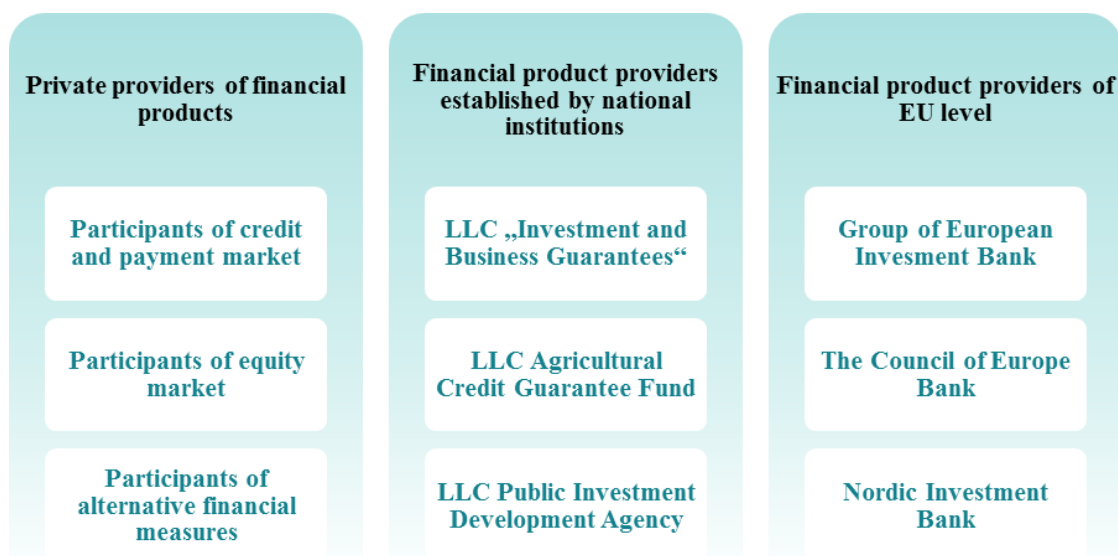 Private providers of financial
products
Participants of credit
and payment market
Participants of equity
market
Participants of
alternative financial
measures
Financial product providers
established by national
institutions
LLC „Investment and
Business Guarantees“
LLC Agricultural
Credit Guarantee Fund
LLC Public Investment
Development Agency
Financial product providers of
EU level
Group of European
Invesment Bank
The Council of Europe
Bank
Nordic Investment
Bank